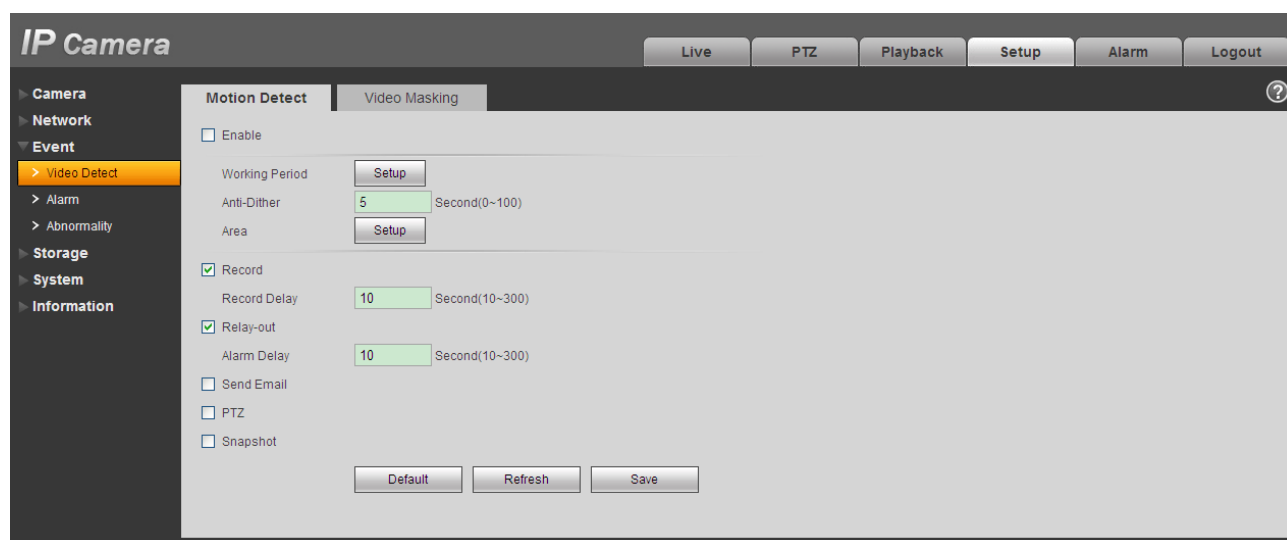 IP Camera
Live PTZ Playback Setup Alarm Logout
Camera
Network
Event
> Video Detect
> Alarm
> Abnormality
Storage
System
Information
Motion Detect Video Masking
?
Enable
Working Period Setup
Anti-Dither 5 Second(0~100)
Area Setup
Record
Record Delay 10 Second(10~300)
Relay-out
Alarm Delay 10 Second(10~300)
Send Email
PTZ
Snapshot
Default Refresh Save